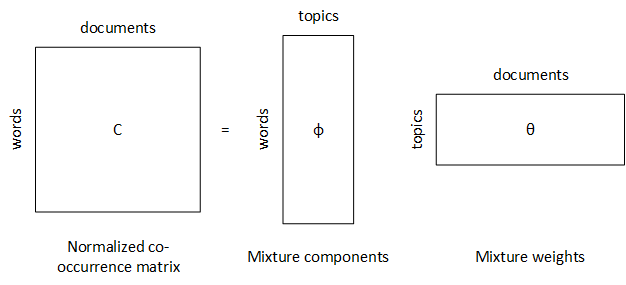 documents
words
C
=
topics
words
ϕ
documents
topics
θ
Normalized co-
occurrence matrix
Mixture components
Mixture weights